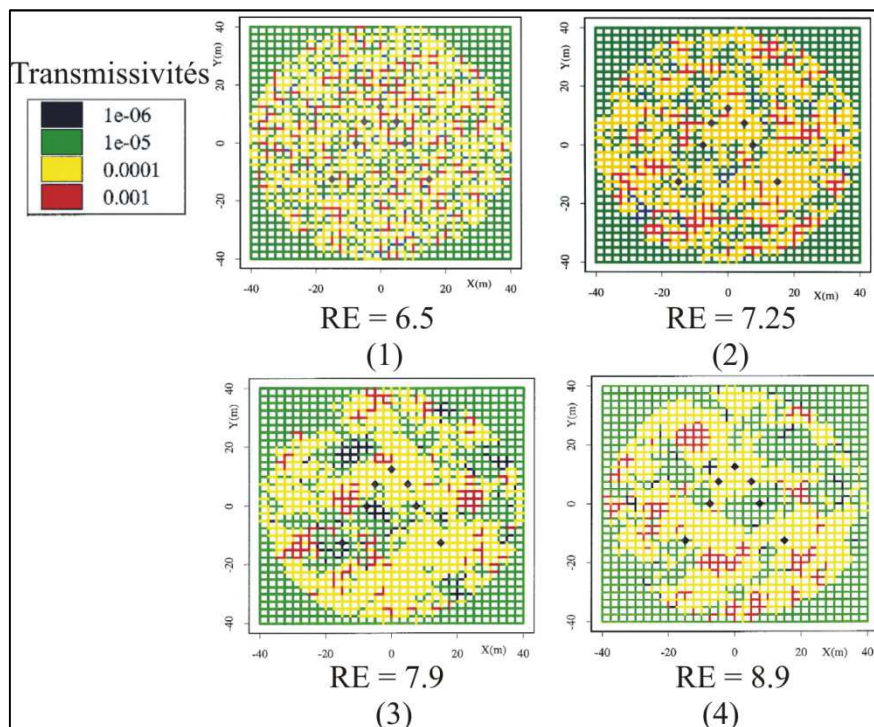 Transmissivités
1e-06
1e-05
0.0001
0.001
40
20
0
-20
-40
Y(m)
-40 -20 0 20 40
X(m)
RE = 6.5
(1)
40
20
0
-20
-40
Y(m)
-40 -20 0 20 40
X(m)
RE = 7.25
(2)
40
20
0
-20
-40
Y(m)
-40 -20 0 20 40
X(m)
RE = 7.9
(3)
40
20
0
-20
-40
Y(m)
-40 -20 0 20 40
X(m)
RE = 8.9
(4)